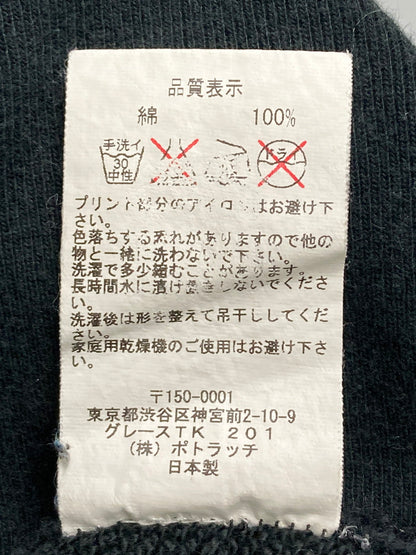 品質表示
綿 100%
手洗イ
30
中性
ドライ
プリント部分のアイロンはお避け下
さい。
色落ちする恐れがありますので他の
物と一緒に洗わないで下さい。
洗濯で多少縮むことがあります。
長時間水に漬け置きしないでくださ
い。
洗濯後は形を整えて吊干ししてくだ
さい。
家庭用乾燥機のご使用はお避け下さ
い。
〒150-0001
東京都渋谷区神宮前2-10-9
グレースTK 201
(株) ポトラッチ
日本製